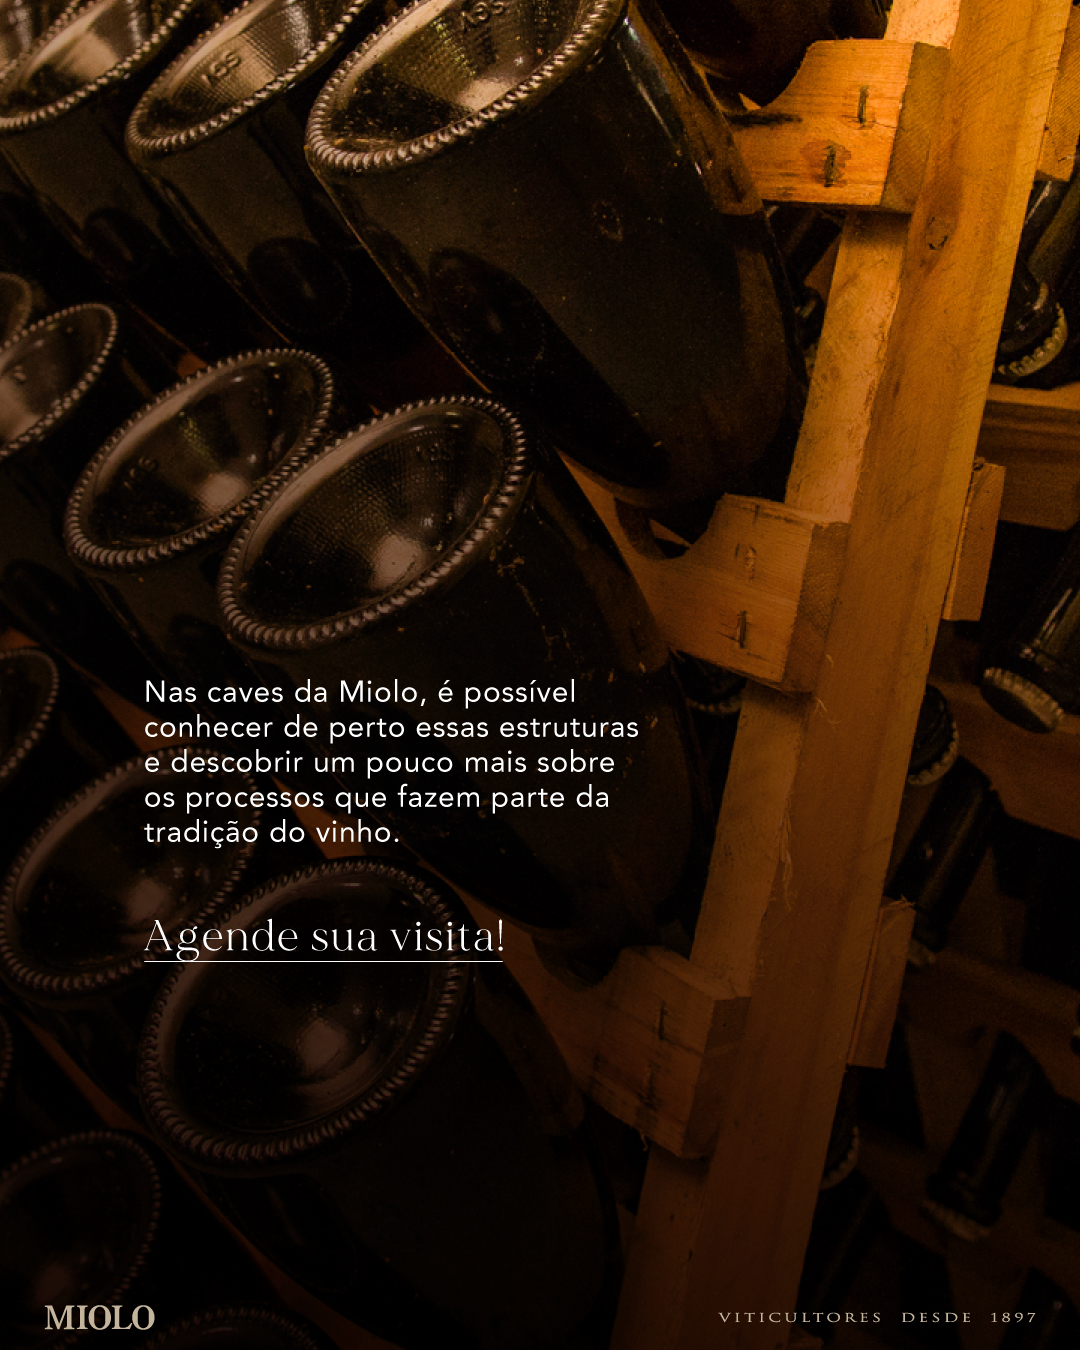 Nas caves da Miolo, é possível
conhecer de perto essas estruturas
e descobrir um pouco mais sobre
os processos que fazem parte da
tradição do vinho.
Agende sua visita!
MIOLO
VITICULTORES DESDE 1897